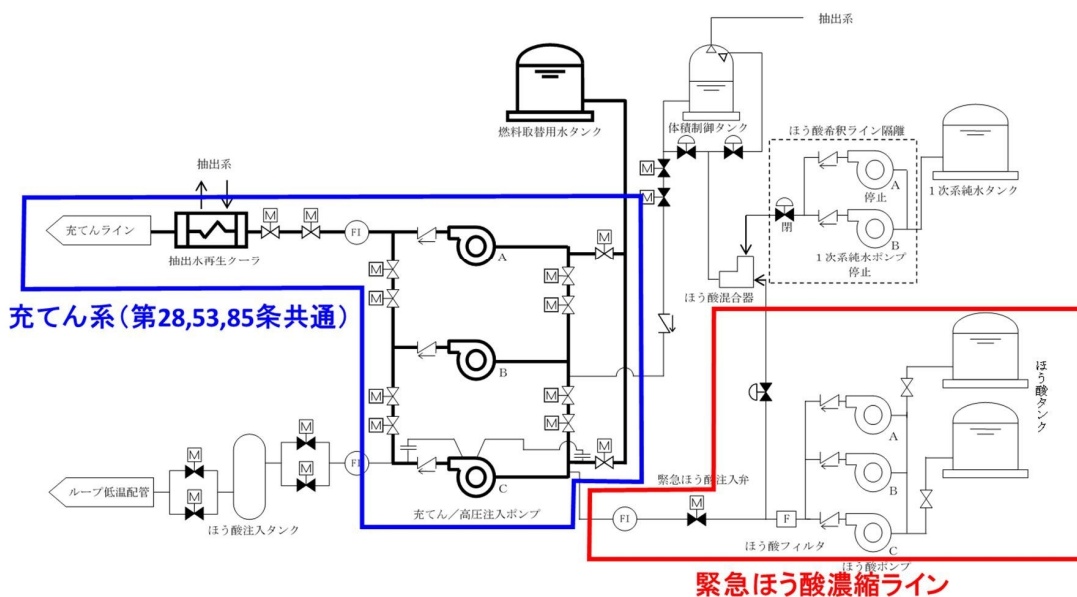 抽出系
燃料取替用水タンク
体積制御タンク
ほう酸希釈ライン隔離
A
停止
B
1次系純水ポンプ
停止
1次系純水タンク
閉
ほう酸混合器
抽出系
充てんライン
M
M
FI
抽出水再生クーラ
A
M
M
M
M
M
M
充てん系（第28,53,85条共通）
B
M
M
M
M
M
C
充てん／高圧注入ポンプ
ループ低温配管
M
M
ほう酸注入タンク
M
M
FI
緊急ほう酸注入弁
FI
M
F
ほう酸フィルタ
A
B
C
ほう酸ポンプ
ほう酸タンク
緊急ほう酸濃縮ライン